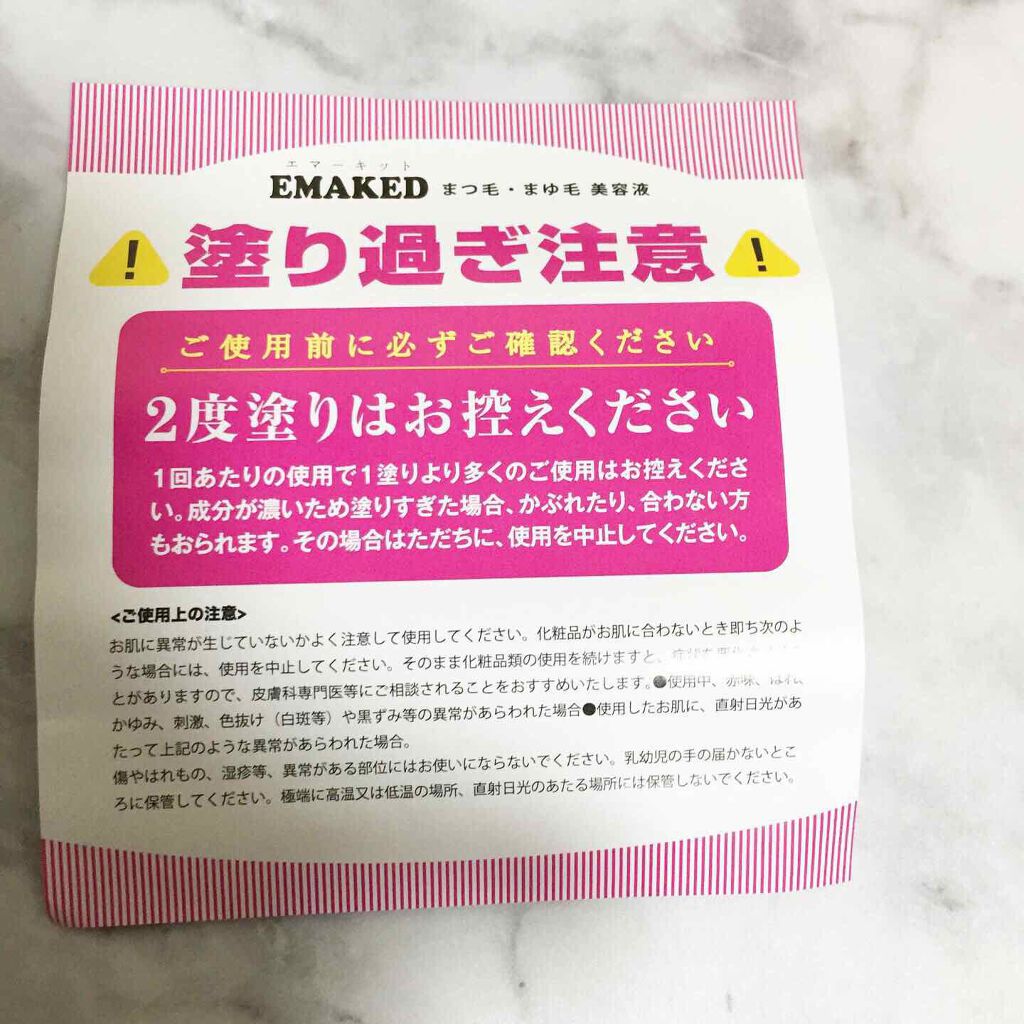 エマーキット
EMAKED まつ毛・まゆ毛 美容液
塗り過ぎ注意
ご使用前に必ずご確認ください
2度塗りはお控えください
1回あたりの使用で1塗りより多くのご使用はお控えくださ
い。成分が濃いため塗りすぎた場合、かぶれたり、合わない方
もおられます。その場合はただちに、使用を中止してください。
<ご使用上の注意>
お肌に異常が生じていないかよく注意して使用してください。化粧品がお肌に合わないとき即ち次のよ
うな場合には、使用を中止してください。そのまま化粧品類の使用を続けますと、
とがありますので、皮膚科専門医等にご相談されることをおすすめいたします。●使用中、赤味、はれ、
かゆみ、刺激、色抜け（白斑等）や黒ずみ等の異常があらわれた場合●使用したお肌に、直射日光があ
たって上記のような異常があらわれた場合。
傷やはれもの、湿疹等、異常がある部位にはお使いにならないでください。乳幼児の手の届かないとこ
ろに保管してください。極端に高温又は低温の場所、直射日光のあたる場所には保管しないでください。